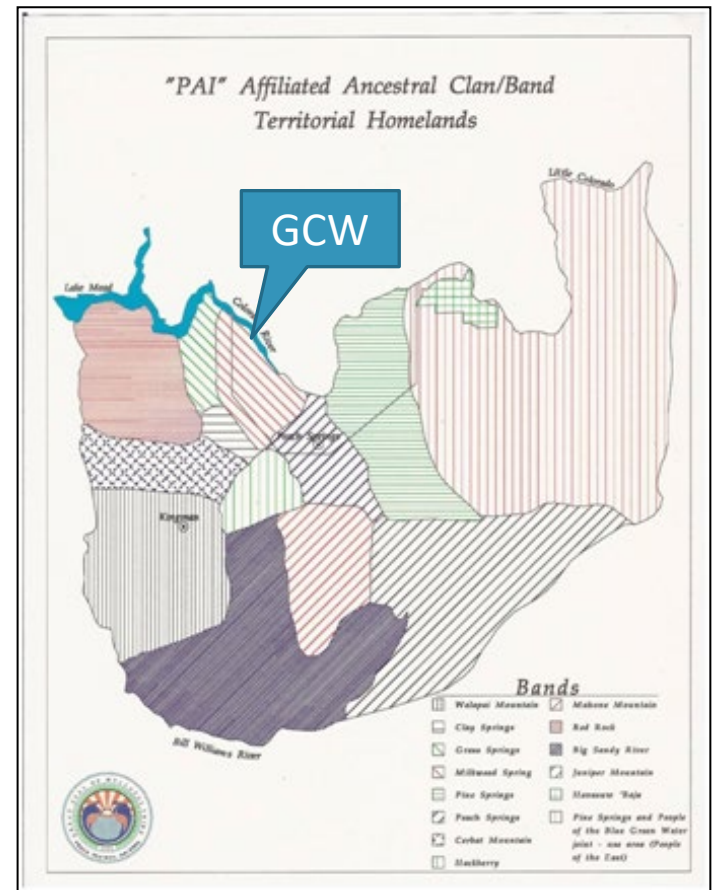 "PAI" Affiliated Ancestral Clan/Band
Territorial Homelands
Little Colorado
GCW
Lake Mead
Colorado
River
Peach Springs
Kingman
Bill Williams River
Bands
Walapai Mountain
Clay Springs
Grass Springs
Milkweed Spring
Pine Springs
Peach Springs
Cerbat Mountain
Hackberry
Mahone Mountain
Red Rock
Big Sandy River
Juniper Mountain
Havasuw 'Baja
Pine Springs and People
of the Blue Green Water
joint - use area (People
of the East)